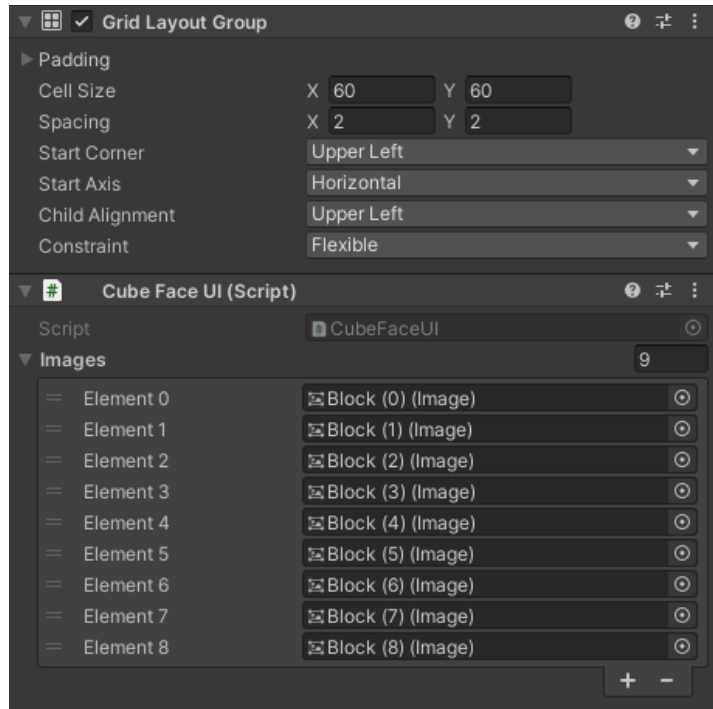 Grid Layout Group
Padding
Cell Size X 60 Y 60
Spacing X 2 Y 2
Start Corner Upper Left
Start Axis Horizontal
Child Alignment Upper Left
Constraint Flexible
# Cube Face UI (Script)
Script # CubeFaceUI
Images 9
Element 0 Block (0) (Image)
Element 1 Block (1) (Image)
Element 2 Block (2) (Image)
Element 3 Block (3) (Image)
Element 4 Block (4) (Image)
Element 5 Block (5) (Image)
Element 6 Block (6) (Image)
Element 7 Block (7) (Image)
Element 8 Block (8) (Image)
+ -